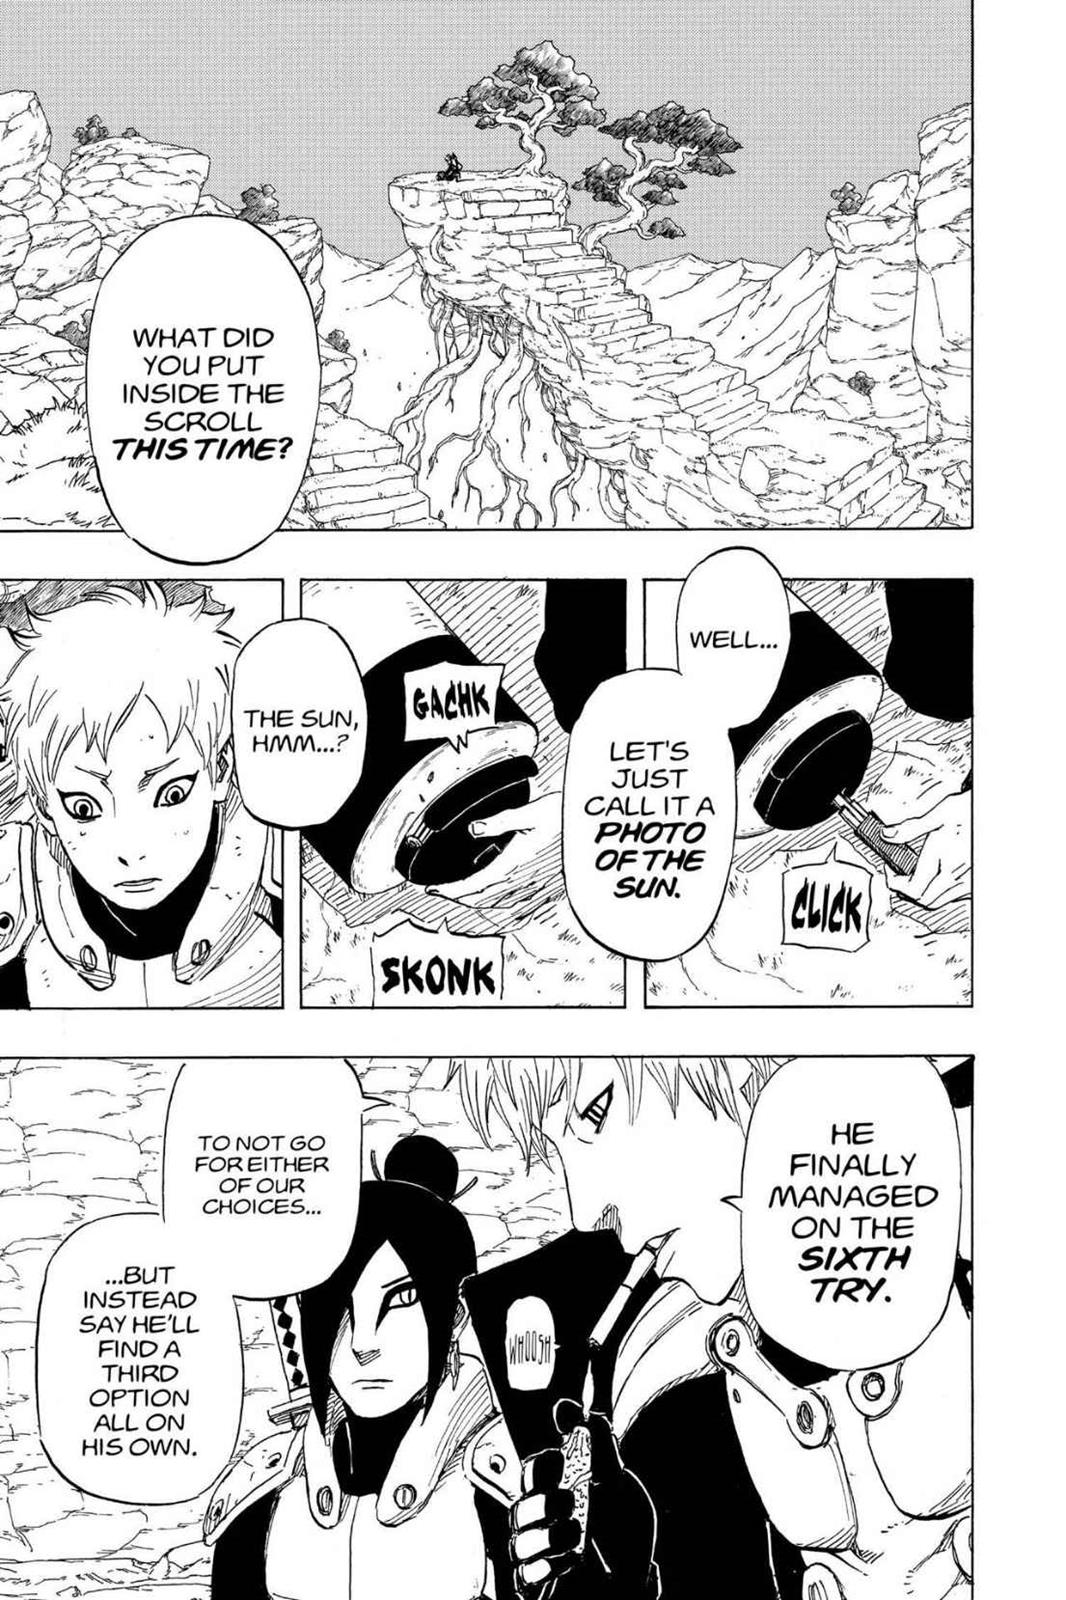 WHAT DID
YOU PUT
INSIDE THE
SCROLL
THIS TIME?
WELL...
LET'S
JUST
CALL IT A
PHOTO
OF THE
SUN.
CLICK
GACHK
SKONK
THE SUN,
HMM...?
HE
FINALLY
MANAGED
ON THE
SIXTH
TRY.
WHOOSH
TO NOT GO
FOR EITHER
OF OUR
CHOICES...
...BUT
INSTEAD
SAY HE'LL
FIND A
THIRD
OPTION
ALL ON
HIS OWN.